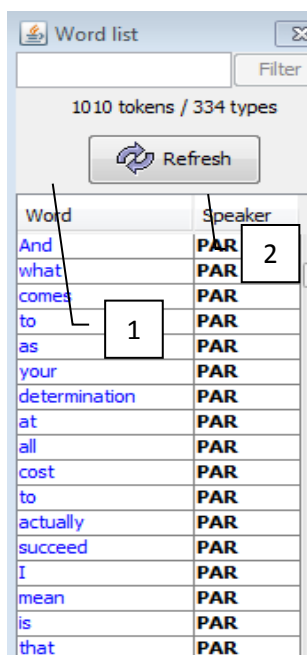 Word list
Filter
1010 tokens / 334 types
Refresh
Word Speaker
And PAR
what PAR
comes PAR
to PAR
as PAR
your PAR
determination PAR
at PAR
all PAR
cost PAR
to PAR
actually PAR
succeed PAR
I PAR
mean PAR
is PAR
that PAR
1
2